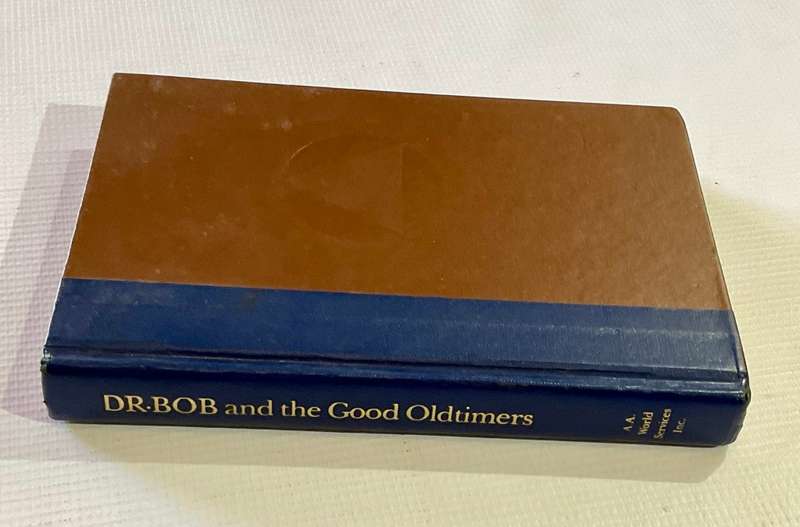 DR·BOB and the Good Oldtimers
A.A.
World
Services
Inc.